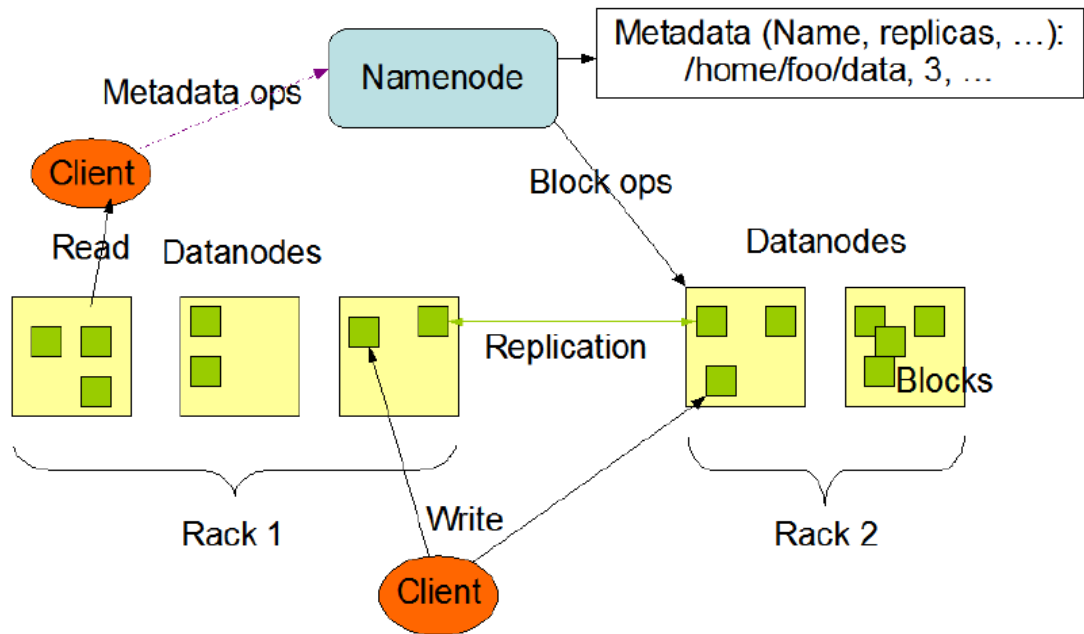 Metadata (Name, replicas, …):
/home/foo/data, 3, …
Namenode
Metadata ops
Client
Block ops
Read
Datanodes
Datanodes
Replication
Blocks
Rack 1
Write
Rack 2
Client